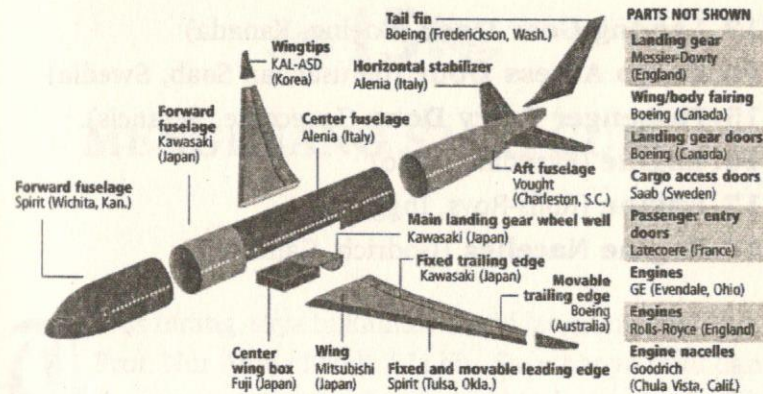 Wingtips
KAL-ASD
(Korea)
Tail fin
Boeing (Frederickson, Wash.)
Horizontal stabilizer
Alenia (Italy)
Forward
fuselage
Kawasaki
(Japan)
Center fuselage
Alenia (Italy)
Forward fuselage
Spirit (Wichita, Kan.)
Aft fuselage
Vought
(Charleston, S.C.)
Main landing gear wheel well
Kawasaki (Japan)
Fixed trailing edge
Kawasaki (Japan)
Movable
trailing edge
Boeing
(Australia)
Center
wing box
Fuji (Japan)
Wing
Mitsubishi
(Japan)
Fixed and movable leading edge
Spirit (Tulsa, Okla.)
PARTS NOT SHOWN
Landing gear
Messier-Dowty
(England)
Wing/body fairing
Boeing (Canada)
Landing gear doors
Boeing (Canada)
Cargo access doors
Saab (Sweden)
Passenger entry
doors
Latecoere (France)
Engines
GE (Evendale, Ohio)
Engines
Rolls-Royce (England)
Engine nacelles
Goodrich
(Chula Vista, Calif.)